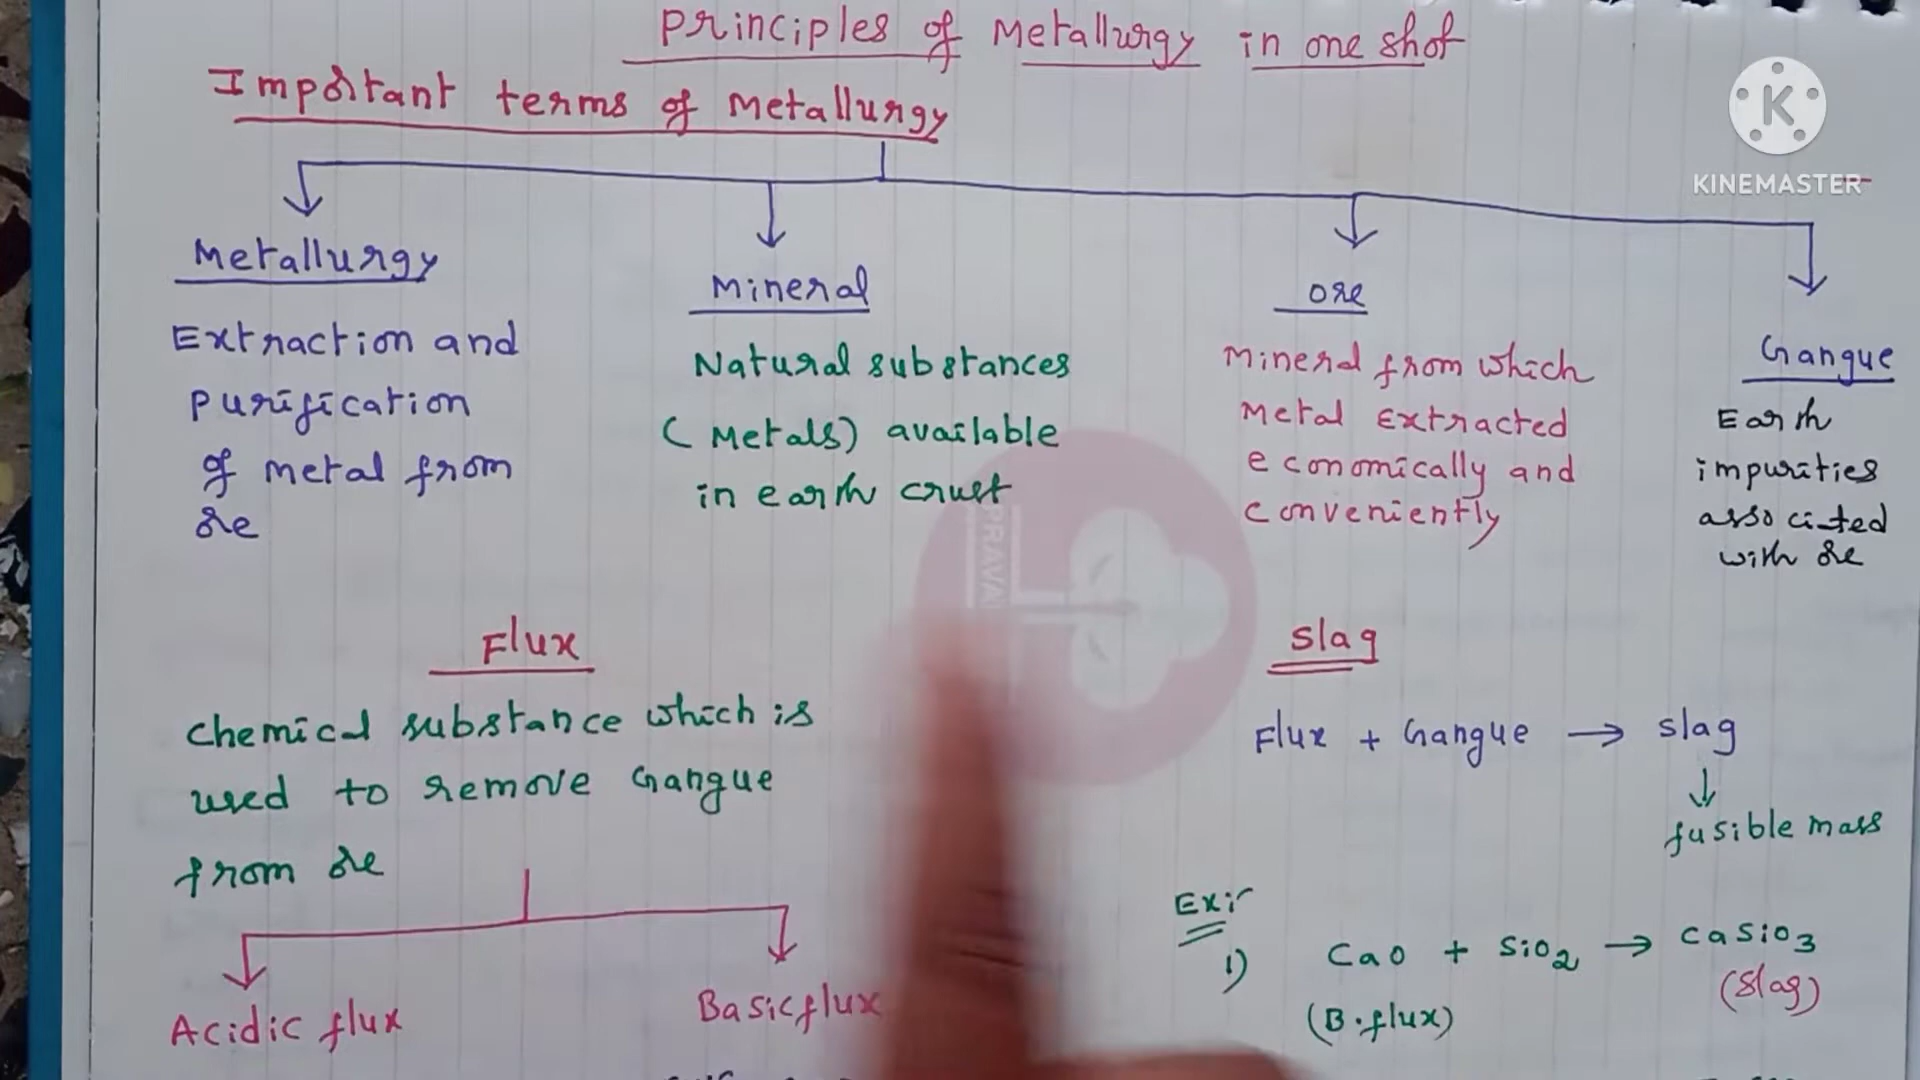 Principles of Metallurgy in one shot
Important terms of Metallurgy
KINEMASTER
Metallurgy
Extraction and
purification
of metal from
ore
Mineral
Natural substances
(Metals) available
in earth crust
ore
Mineral from which
Metal Extracted
economically and
conveniently
Gangue
Earth
impurities
associted
with ore
PRAVAH
Flux
chemical substance which is
used to remove Gangue
from ore
Acidic flux
Basic flux
Slag
Flux + Gangue → slag
↓
fusible mass
Ex:-
1) CaO + SiO₂ → CaSiO₃
(B.flux)
(slag)